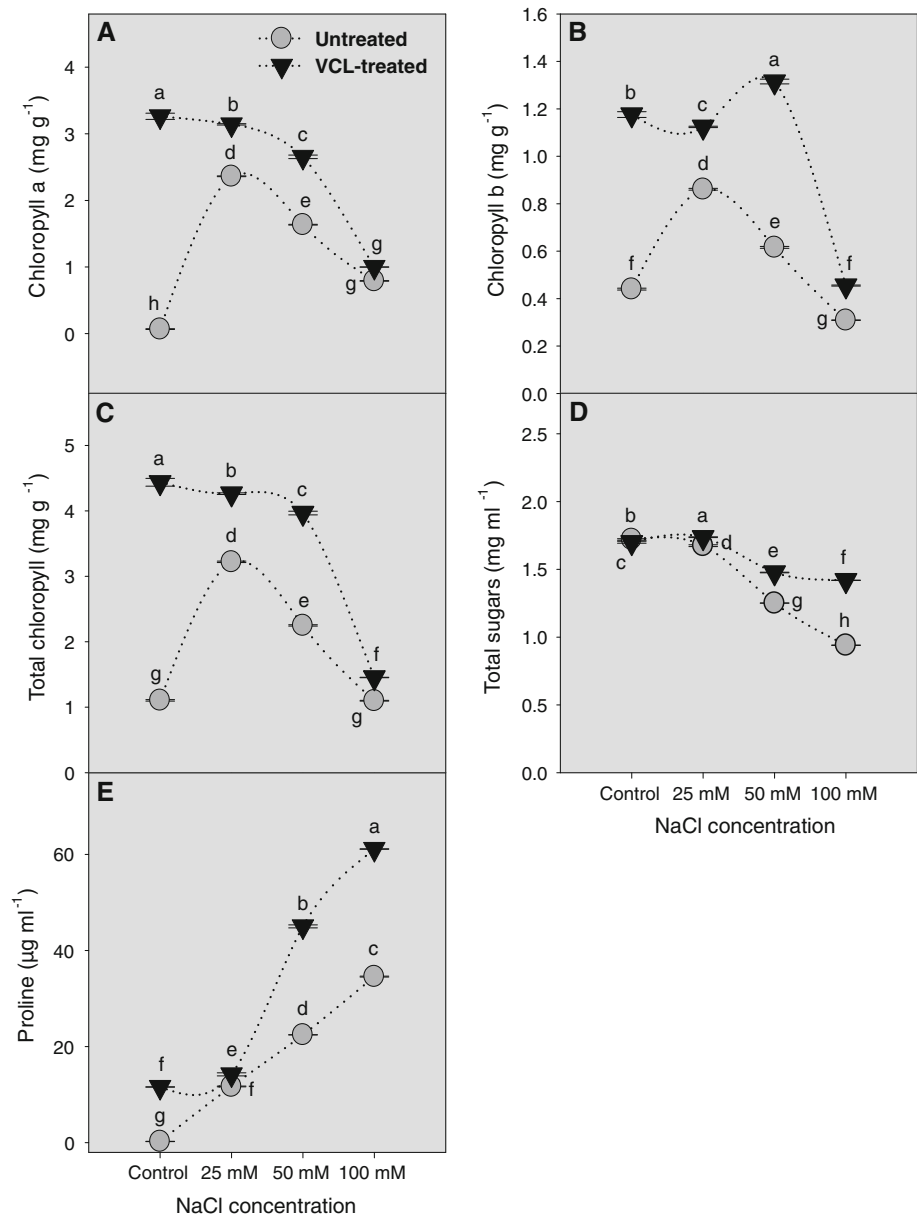 A
Untreated
VCL-treated
Chloropyll a (mg g-1)
4
3
2
1
0
a
b
c
d
e
g
g
h
B
Chloropyll b (mg g-1)
1.6
1.4
1.2
1.0
0.8
0.6
0.4
0.2
0.0
b
c
a
d
f
e
f
g
C
Total chloropyll (mg g-1)
5
4
3
2
1
0
a
b
c
d
e
f
g
g
D
Total sugars (mg ml-1)
2.5
2.0
1.5
1.0
0.5
0.0
b
a
c
d
e
f
g
h
Control 25 mM 50 mM 100 mM
NaCl concentration
E
Proline (µg ml-1)
60
40
20
0
a
b
c
d
e
f
f
g
Control 25 mM 50 mM 100 mM
NaCl concentration